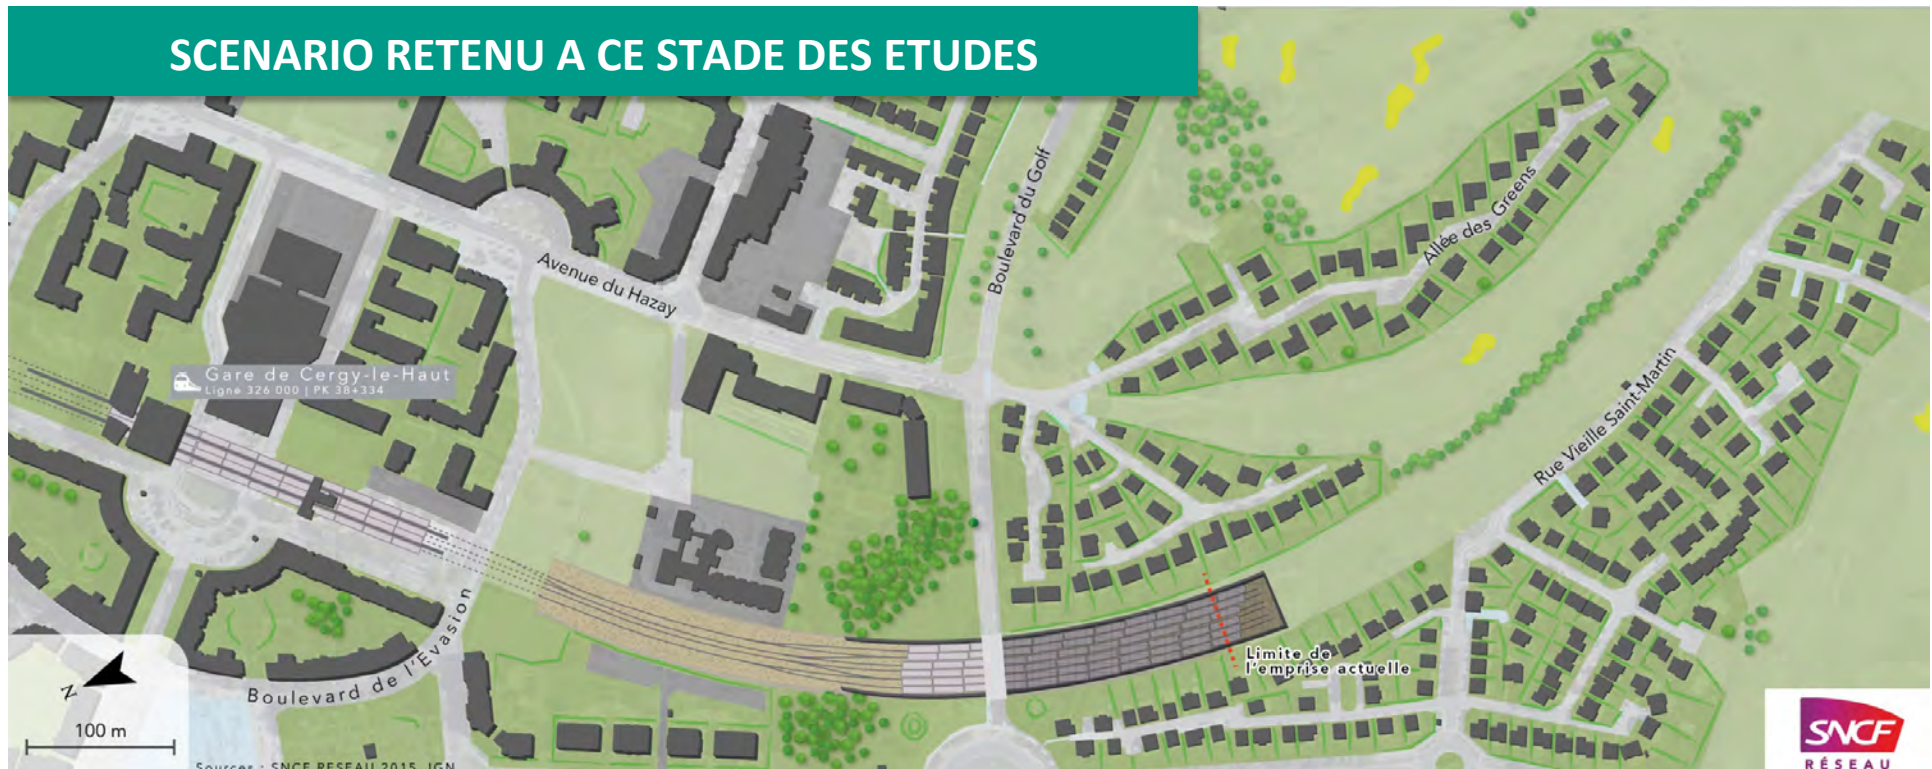 SCENARIO RETENU A CE STADE DES ETUDES
Boulevard du Golf
Allée des Greens
Avenue du Hazay
Gare de Cergy-le-Haut
Ligne 326 000 | PK 38+334
Rue Vieille Saint-Martin
Boulevard de l'Évasion
Limite de
l'emprise actuelle
N
100 m
Sources : SNCF RESEAU 2015, IGN
SNCF
RÉSEAU